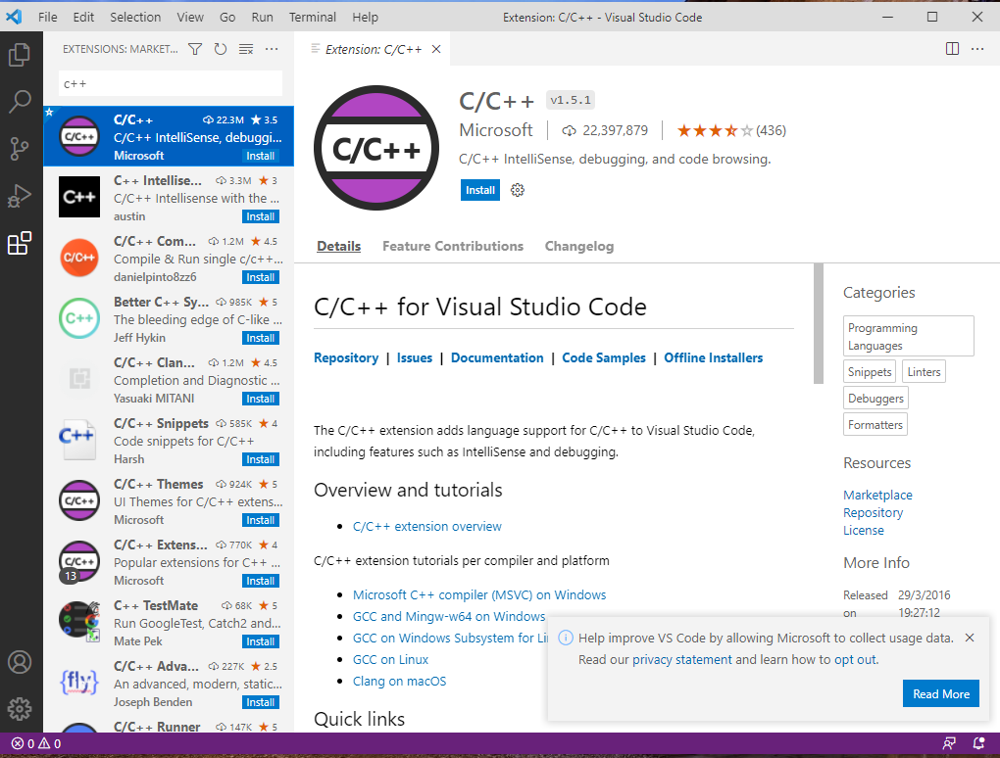 File Edit Selection View Go Run Terminal Help
Extension: C/C++ - Visual Studio Code
EXTENSIONS: MARKET...
c++
C/C++ 22.3M ★ 3.5
C/C++ IntelliSense, debuggi...
Microsoft Install
C++ Intellise... 3.3M ★ 3
C/C++ Intellisense with the ...
austin Install
C/C++ Com... 1.2M ★ 4.5
Compile & Run single c/c++...
danielpinto8zz6 Install
Better C++ Sy... 985K ★ 5
The bleeding edge of C-like ...
Jeff Hykin Install
C/C++ Clan... 1.2M ★ 4.5
Completion and Diagnostic ...
Yasuaki MITANI Install
C/C++ Snippets 585K ★ 4
Code snippets for C/C++
Harsh Install
C/C++ Themes 924K ★ 5
UI Themes for C/C++ extens...
Microsoft Install
C/C++ Extens... 770K ★ 4
Popular extensions for C++ ...
Microsoft Install
13
C++ TestMate 68K ★ 5
Run GoogleTest, Catch2 and...
Mate Pek Install
C/C++ Adva... 227K ★ 2.5
An advanced, modern, static...
Joseph Benden Install
C/C++ Runner 147K ★ 5
C/C++
C++
C/C++
C++
C++
C/C++
C/C++
{fly}
Extension: C/C++
C/C++
C/C++ v1.5.1
Microsoft 22,397,879 (436)
C/C++ IntelliSense, debugging, and code browsing.
Install
Details Feature Contributions Changelog
C/C++ for Visual Studio Code
Repository | Issues | Documentation | Code Samples | Offline Installers
The C/C++ extension adds language support for C/C++ to Visual Studio Code,
including features such as IntelliSense and debugging.
Overview and tutorials
C/C++ extension overview
C/C++ extension tutorials per compiler and platform
Microsoft C++ compiler (MSVC) on Windows
GCC and Mingw-w64 on Windows
GCC on Windows Subsystem for Li
GCC on Linux
Clang on macOS
Quick links
Categories
Programming
Languages
Snippets Linters
Debuggers
Formatters
Resources
Marketplace
Repository
License
More Info
Released 29/3/2016
on 19:27:12
Help improve VS Code by allowing Microsoft to collect usage data.
Read our privacy statement and learn how to opt out.
Read More
0 0